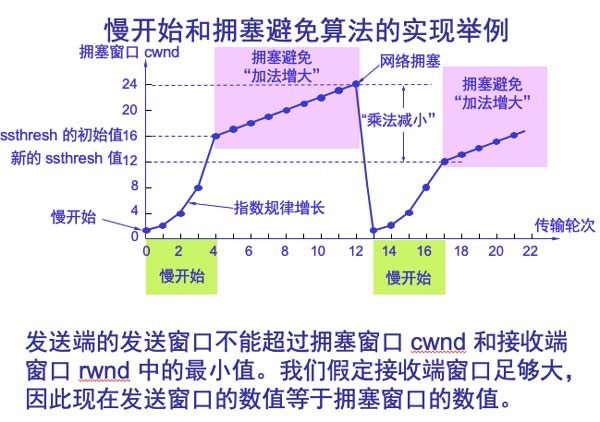 慢开始和拥塞避免算法的实现举例
拥塞窗口 cwnd
拥塞避免
“加法增大”
网络拥塞
拥塞避免
“加法增大”
24
20
“乘法减小”
ssthresh 的初始值16
新的 ssthresh 值12
8
指数规律增长
慢开始
4
0
传输轮次
0 2 4 6 8 10 12 14 16 18 20 22
慢开始
慢开始
发送端的发送窗口不能超过拥塞窗口 cwnd 和接收端
窗口 rwnd 中的最小值。我们假定接收端窗口足够大，
因此现在发送窗口的数值等于拥塞窗口的数值。